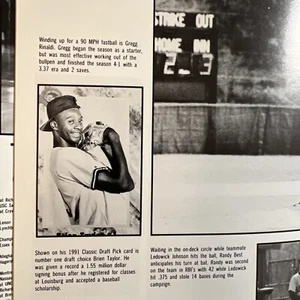 Winding up for a 90 MPH fastball is Gregg
Rinaldi. Gregg began the season as a starter,
but was most effective working out of the
bullpen and finished the season 4-1 with a
3.37 era and 2 saves.
STRIKE OUT
HOME INN
2 3
Shown on his 1991 Classic Draft Pick card is
number one draft choice Brien Taylor. He
was given a record 1.55 million dollar
signing bonus after he registered for classes
at Louisburg and accepted a baseball
scholarship.
Waiting in the on-deck circle while teammate
Ledowick Johnson hits the ball, Randy Best
anticipates his turn at bat. Randy was second
on the team in RBI's with 42 while Ledowick
hit .375 and stole 14 bases during the
campaign.